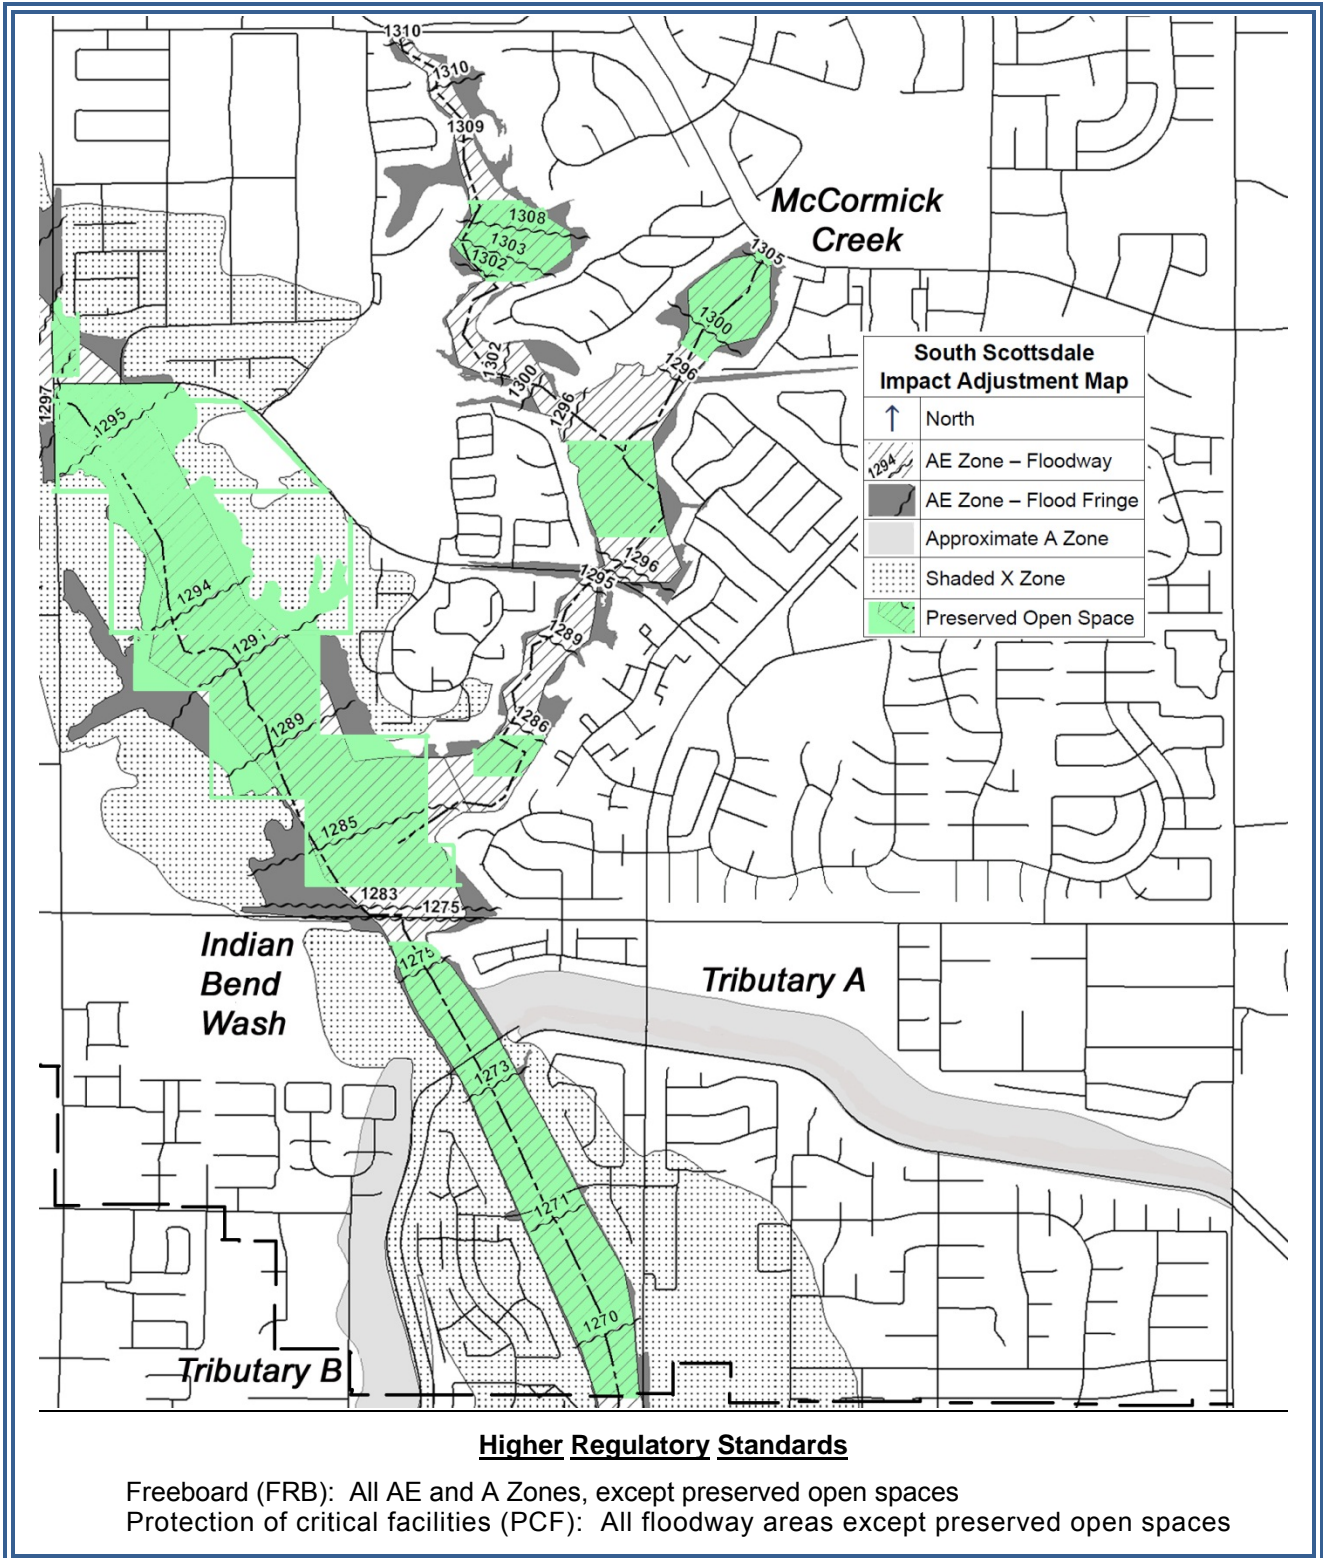 1310
1310
1309
McCormick
Creek
1308
1303
1302
1305
1300
1302
1300
1296
1296
South Scottsdale
Impact Adjustment Map
North
1294
AE Zone – Floodway
AE Zone – Flood Fringe
Approximate A Zone
Shaded X Zone
Preserved Open Space
1297
1295
1296
1295
1294
1289
1291
1286
1289
1285
1283
1275
Indian
Bend
Wash
1275
Tributary A
1273
1271
1270
Tributary B
Higher Regulatory Standards
Freeboard (FRB): All AE and A Zones, except preserved open spaces
Protection of critical facilities (PCF): All floodway areas except preserved open spaces